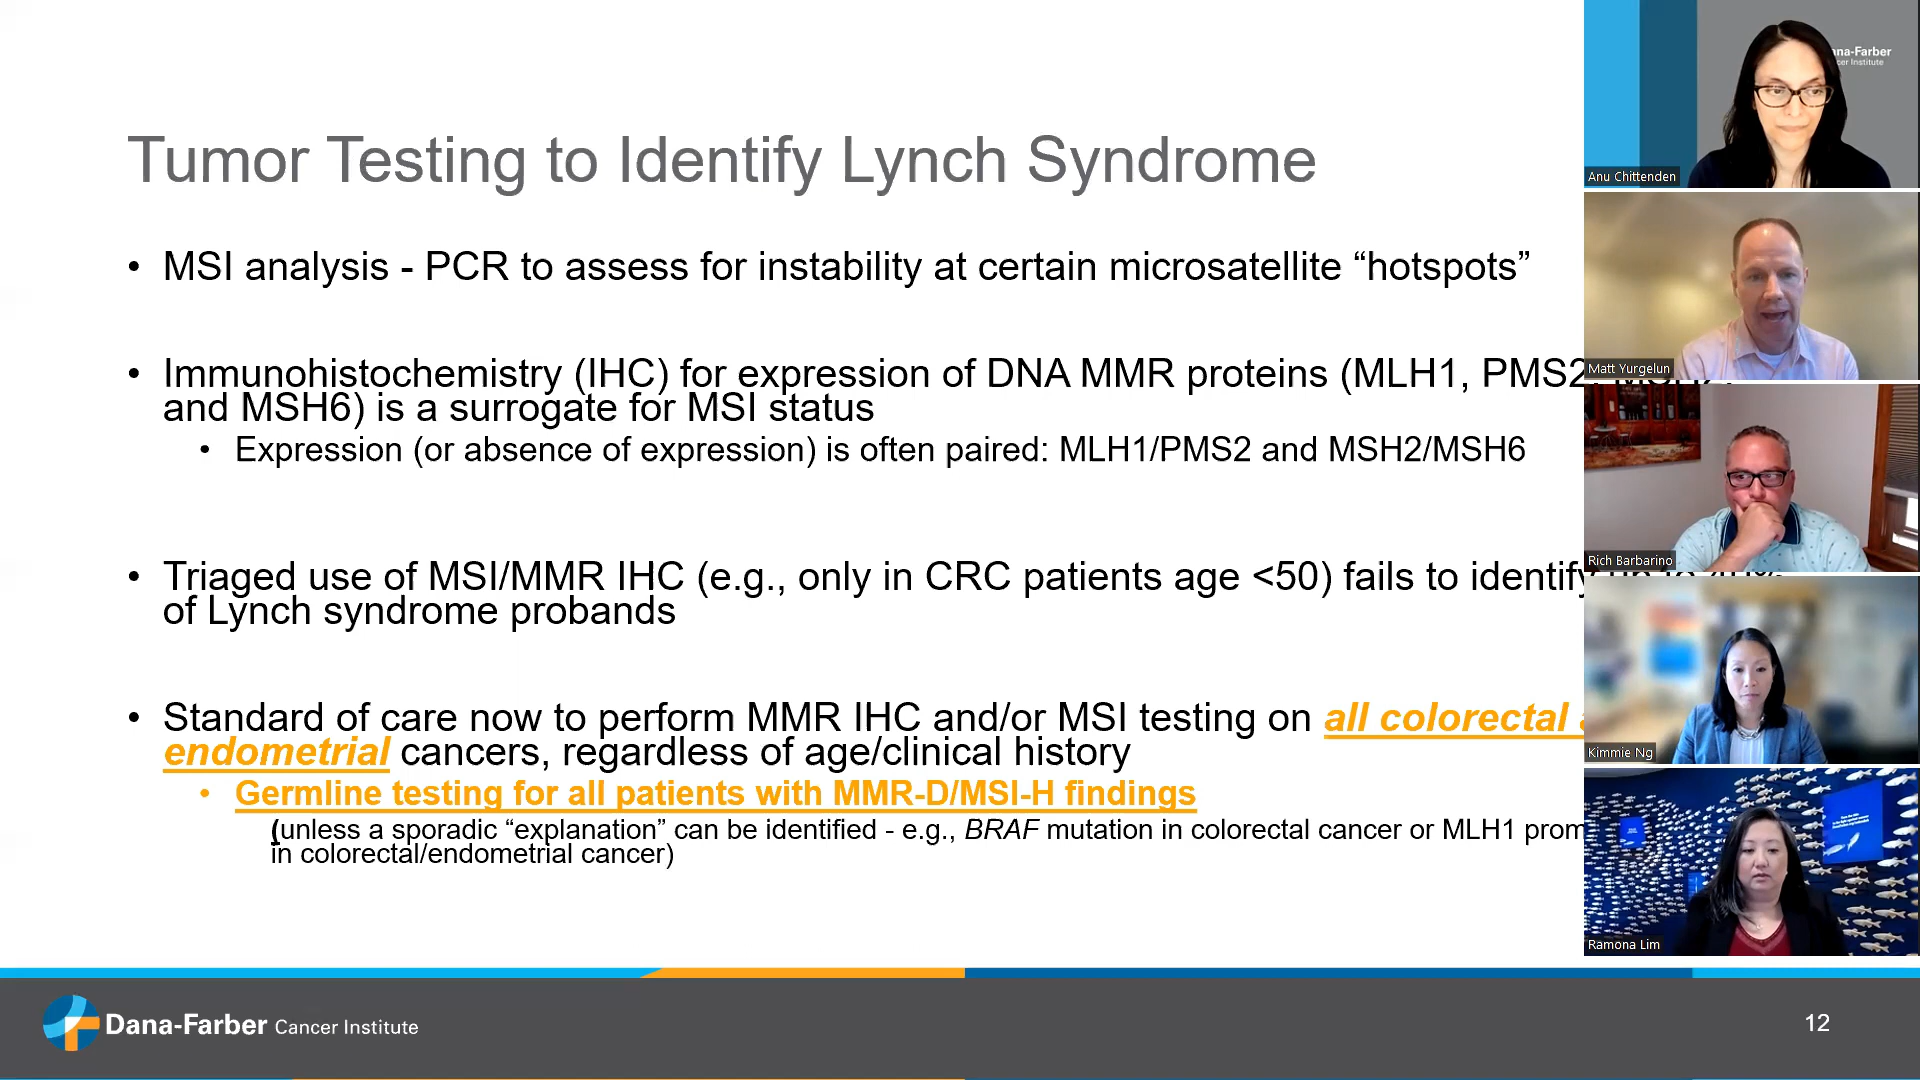 Tumor Testing to Identify Lynch Syndrome
• MSI analysis - PCR to assess for instability at certain microsatellite “hotspots”
• Immunohistochemistry (IHC) for expression of DNA MMR proteins (MLH1, PMS2,
and MSH6) is a surrogate for MSI status
• Expression (or absence of expression) is often paired: MLH1/PMS2 and MSH2/MSH6
• Triaged use of MSI/MMR IHC (e.g., only in CRC patients age <50) fails to identify
of Lynch syndrome probands
• Standard of care now to perform MMR IHC and/or MSI testing on all colorectal
endometrial cancers, regardless of age/clinical history
• Germline testing for all patients with MMR-D/MSI-H findings
(unless a sporadic “explanation” can be identified - e.g., BRAF mutation in colorectal cancer or MLH1 prom
in colorectal/endometrial cancer)
Dana-Farber Cancer Institute
12
na-Farber
cer Institute
Anu Chittenden
Matt Yurgelun
Rich Barbarino
Kimmie Ng
Ramona Lim